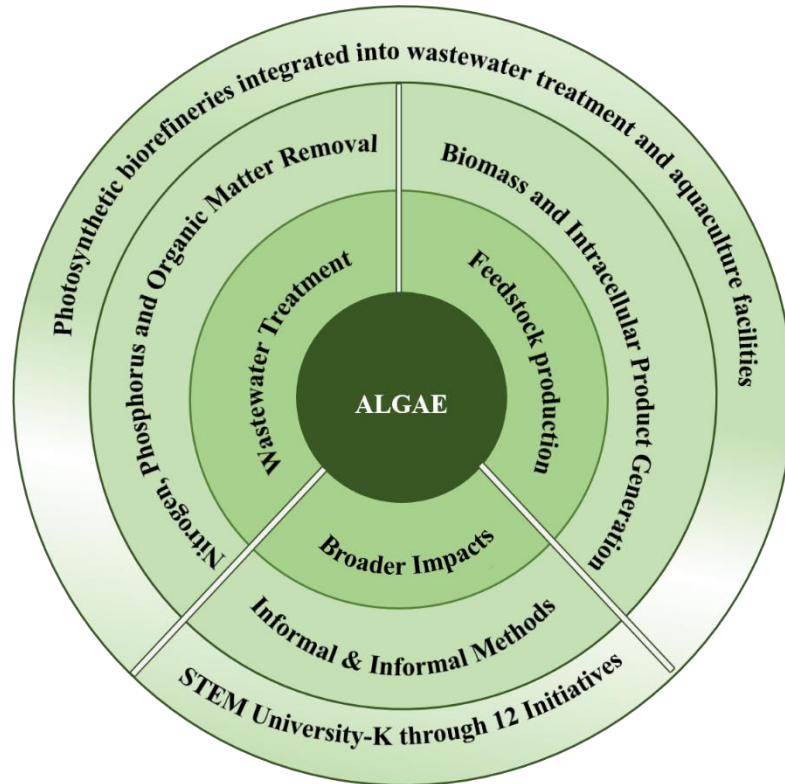 Photosynthetic biorefineries integrated into wastewater treatment and aquaculture facilities
Nitrogen, Phosphorus and Organic Matter Removal
Biomass and Intracellular Product Generation
Wastewater Treatment
Feedstock production
ALGAE
Broader Impacts
Informal & Informal Methods
STEM University-K through 12 Initiatives